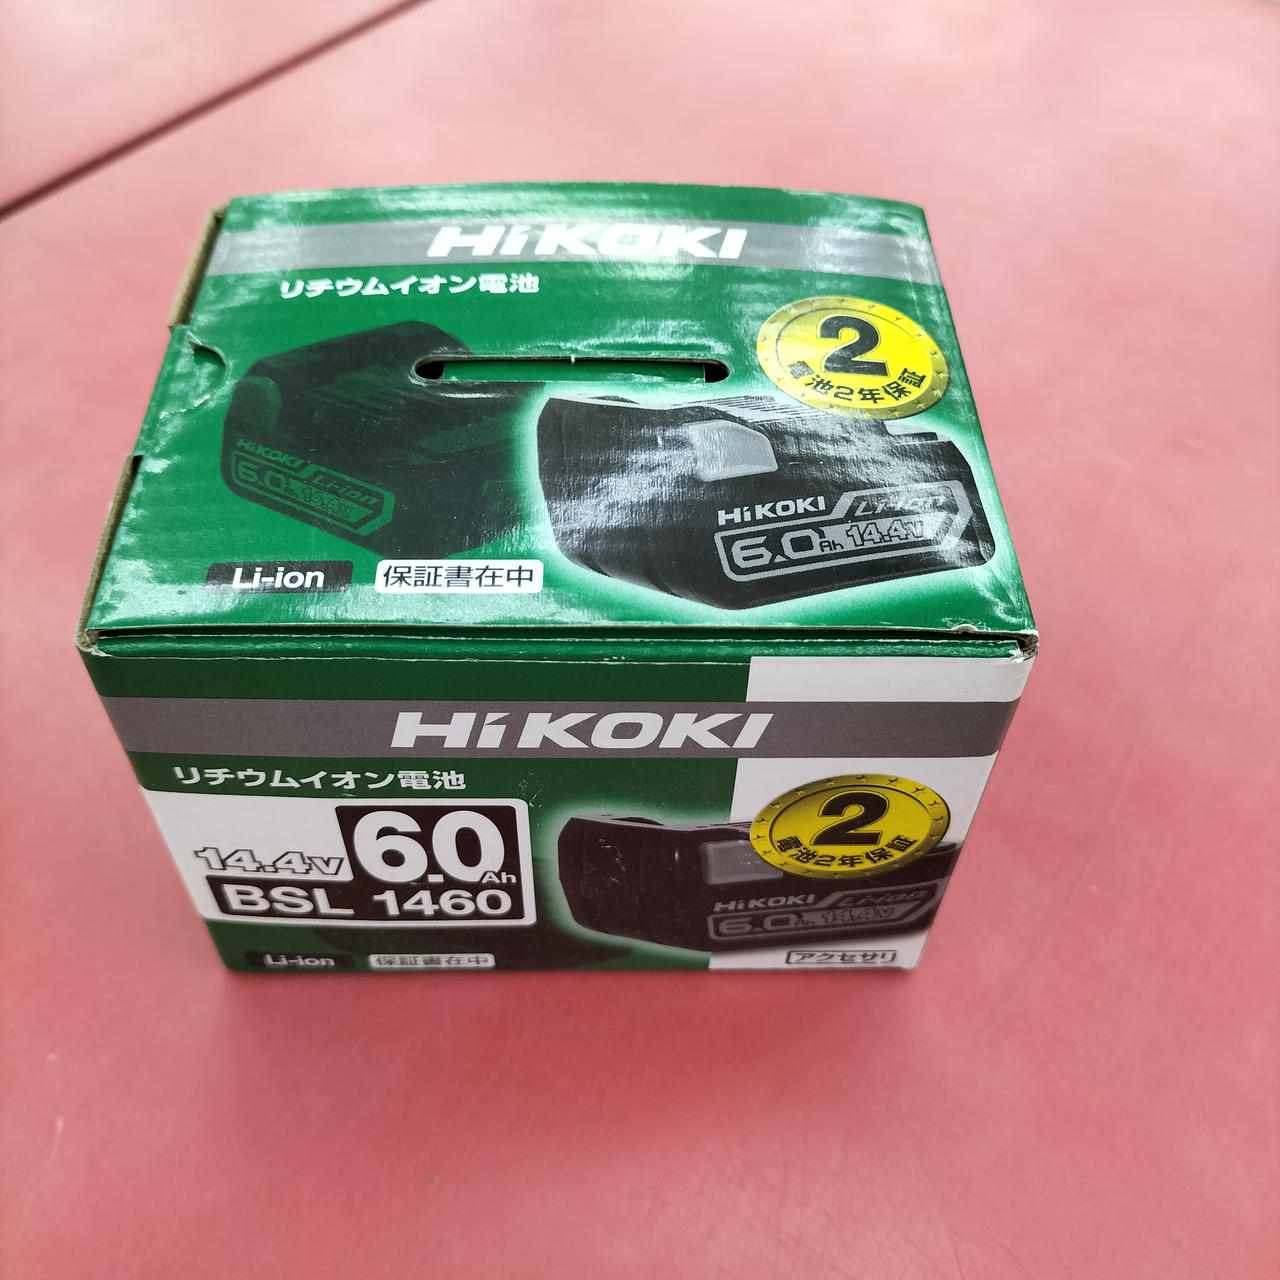 HiKOKI
リチウムイオン電池
2
電池2年保証
HiKOKI Li-ion
6.0Ah 14.4V
HiKOKI Li-ion
6.0Ah 14.4V
Li-ion 保証書在中
HiKOKI
リチウムイオン電池
2
電池2年保証
14.4V 6.0Ah
BSL 1460
HiKOKI Li-ion
6.0Ah 14.4V
Li-ion 保証書在中
アクセサリ